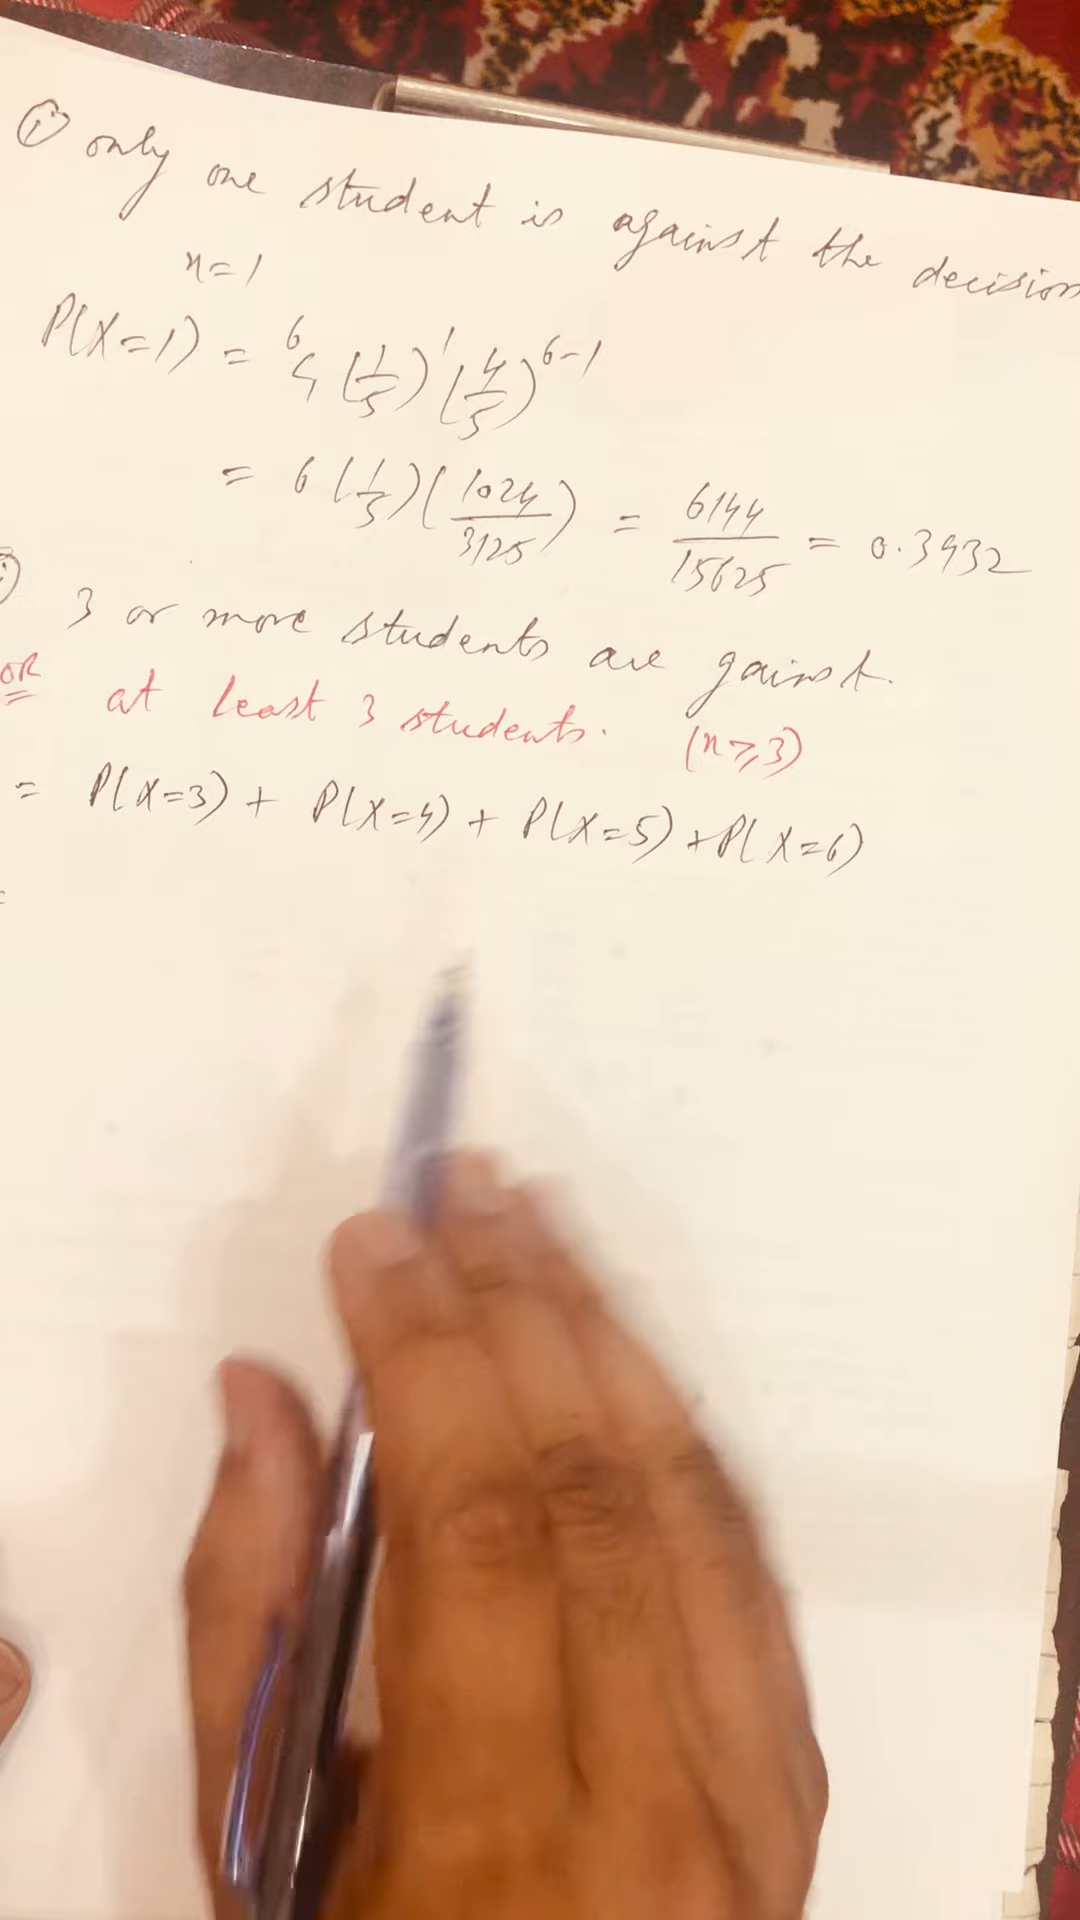 ① only one student is against the decision
n=1
P(X=1) = ⁶C₁ (1/5)¹ (4/5)⁶⁻¹
= 6 (1/5) (1024/3125) = 6144/15625 = 0.3932
3 or more students are gainst.
OR at least 3 students. (n⩾3)
= P(X=3) + P(X=4) + P(X=5) + P(X=6)
=